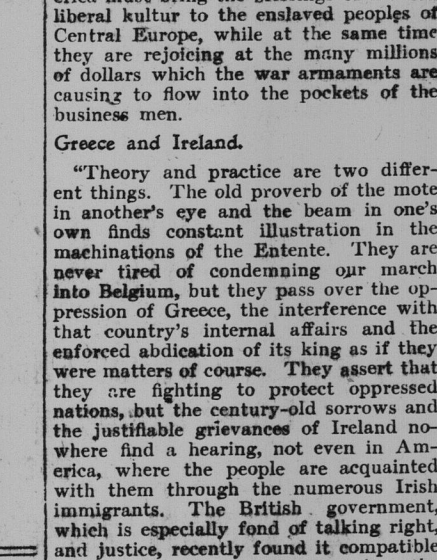 liberal kultur to the enslaved peoples of
Central Europe, while at the same time
they are rejoicing at the many millions
of dollars which the war armaments are
causing to flow into the pockets of the
business men.
Greece and Ireland.
"Theory and practice are two differ-
ent things. The old proverb of the mote
in another's eye and the beam in one's
own finds constant illustration in the
machinations of the Entente. They are
never tired of condemning our march
into Belgium, but they pass over the op-
pression of Greece, the interference with
that country's internal affairs and the
enforced abdication of its king as if they
were matters of course. They assert that
they are fighting to protect oppressed
nations, but the century-old sorrows and
the justifiable grievances of Ireland no-
where find a hearing, not even in Am-
erica, where the people are acquainted
with them through the numerous Irish
immigrants. The British government,
which is especially fond of talking right,
and justice, recently found it compatible